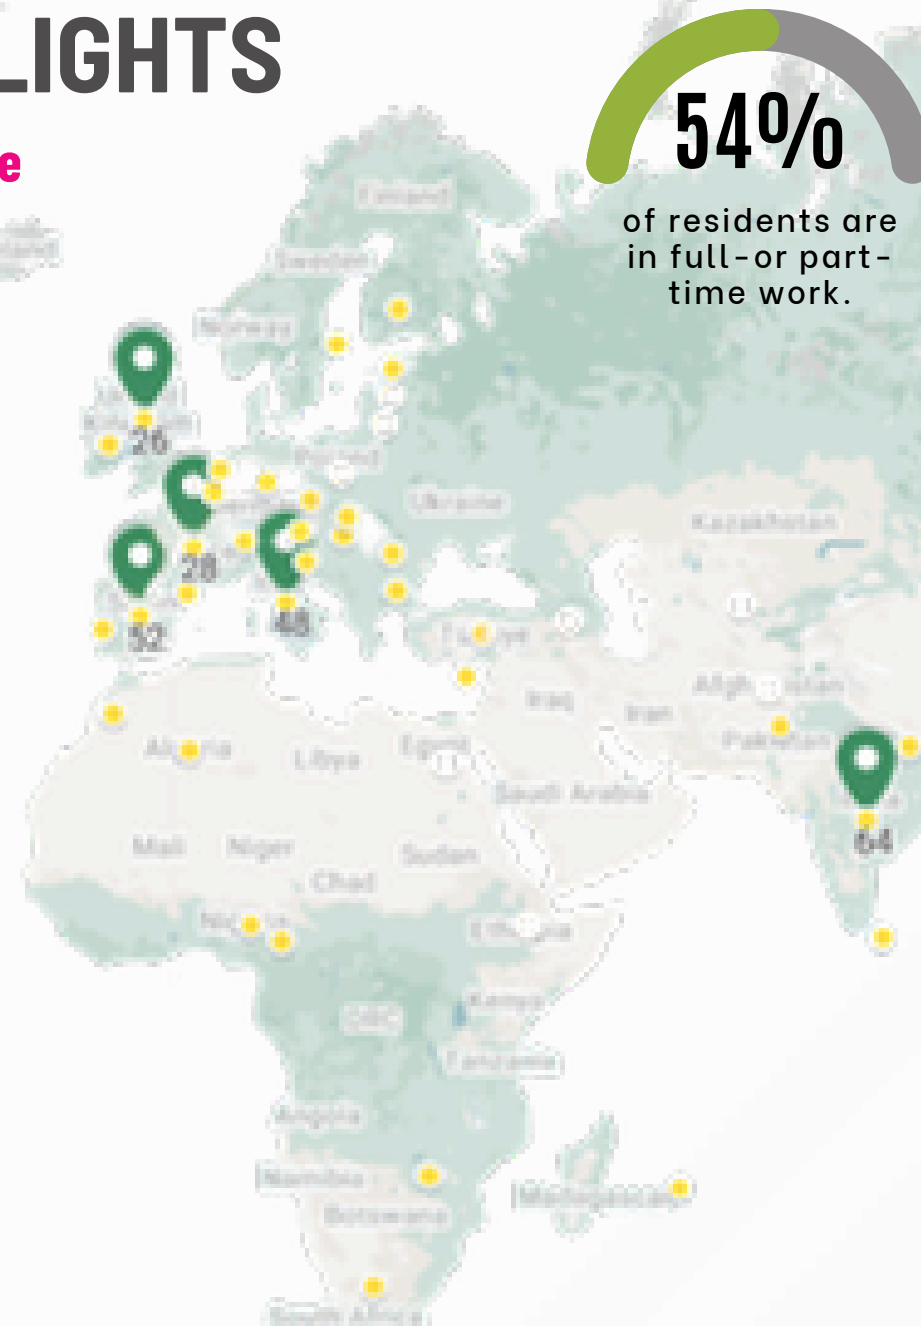 LIGHTS
e
54%
of residents are
in full-or part-
time work.
Finland
Sweden
Norway
26
Poland
Ukraine
Kazakhstan
28
52
48
Iraq
Iran
Pakistan
Libya
Egypt
Saudi Arabia
64
Mali
Niger
Sudan
Chad
Kenya
DRC
Tanzania
Angola
Namibia
Madagascar
Botswana
South Africa